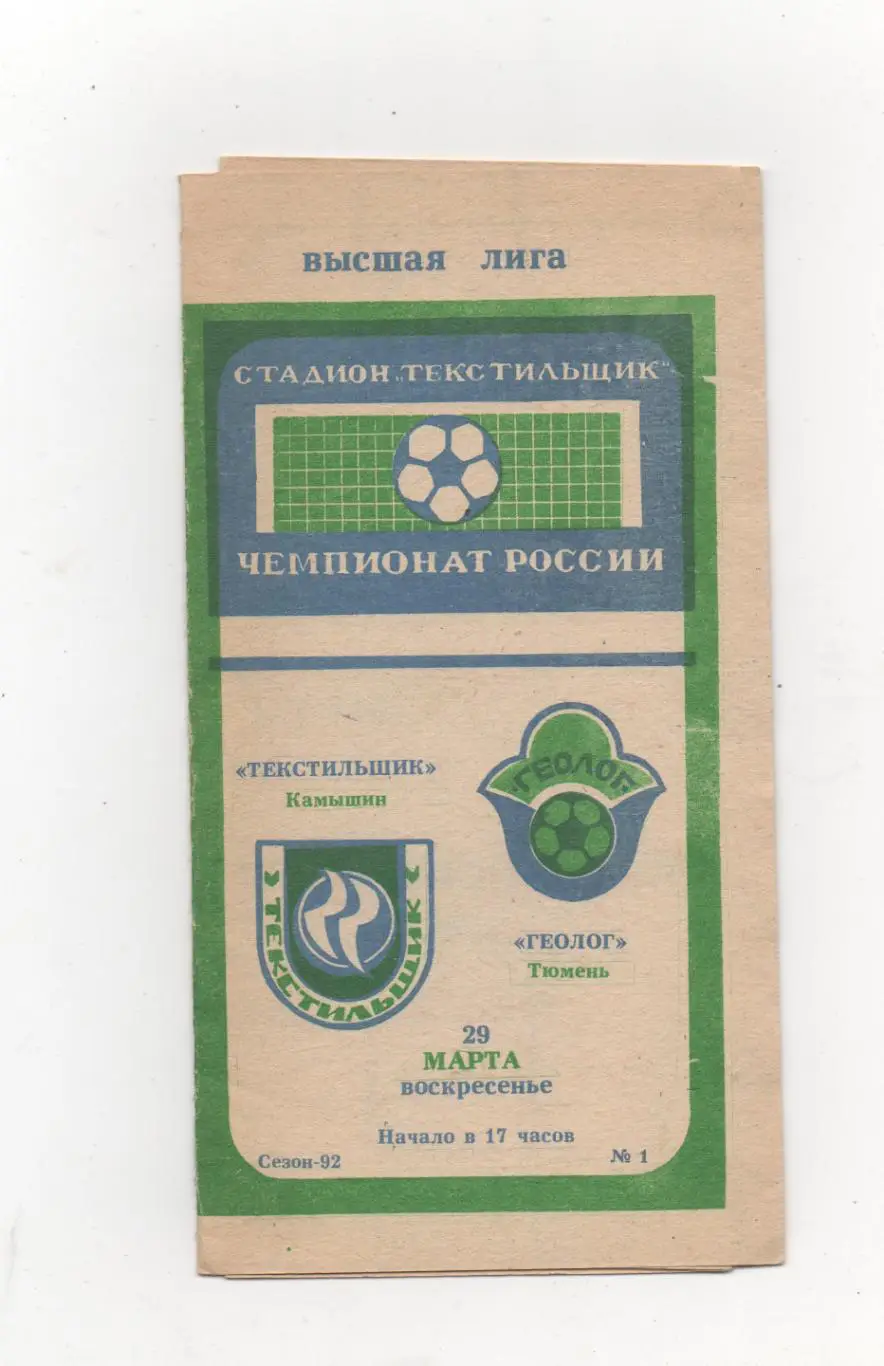 высшая лига
СТАДИОН „ТЕКСТИЛЬЩИК"
ЧЕМПИОНАТ РОССИИ
«ТЕКСТИЛЬЩИК»
Камышин
ТЕКСТИЛЬЩИК
ГЕОЛОГ
«ГЕОЛОГ»
Тюмень
29
МАРТА
воскресенье
Начало в 17 часов
Сезон-92
№ 1